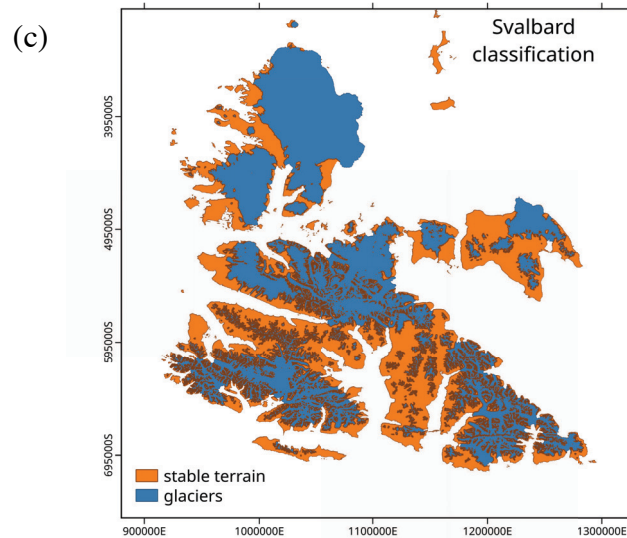 (c)
Svalbard
classification
395000S
495000S
595000S
695000S
stable terrain
glaciers
900000E
1000000E
1100000E
1200000E
1300000E